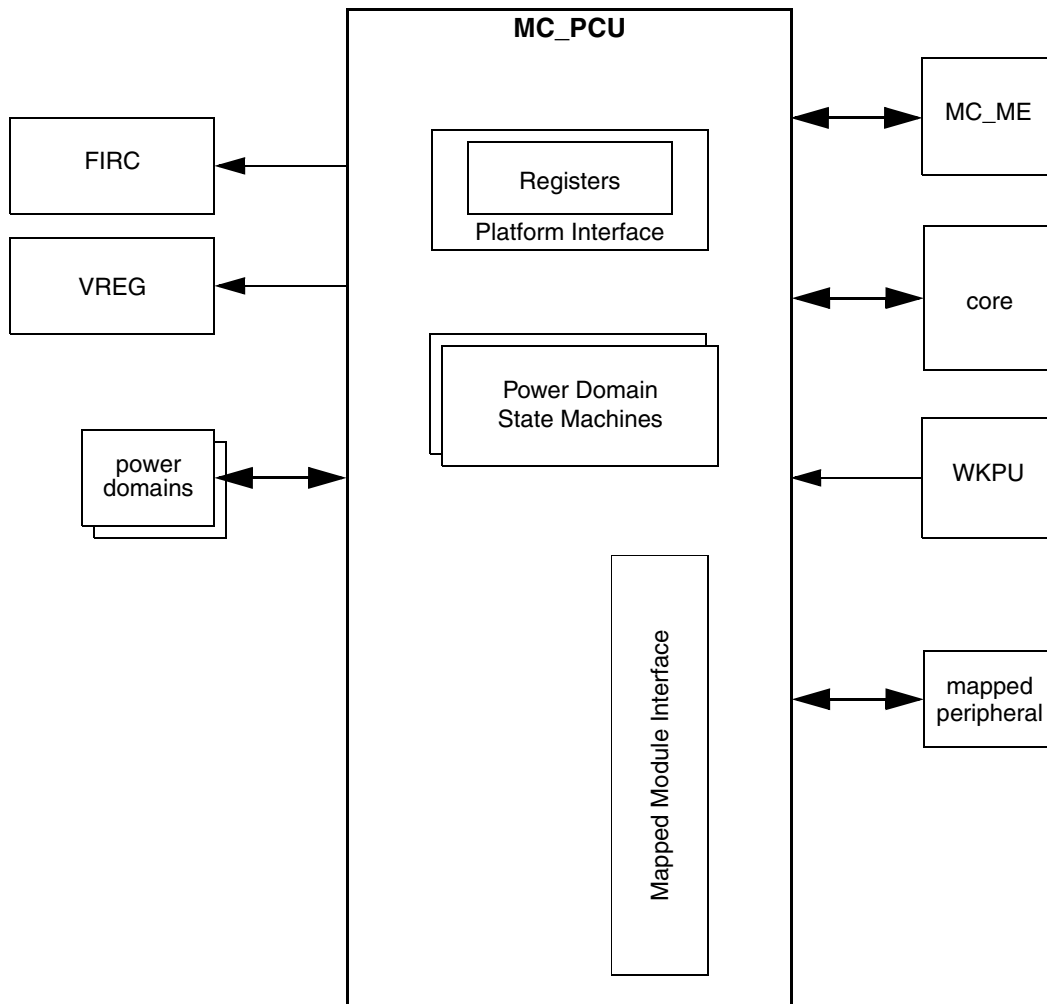 MC_PCU
FIRC
VREG
power
domains
Registers
Platform Interface
Power Domain
State Machines
Mapped Module Interface
MC_ME
core
WKPU
mapped
peripheral